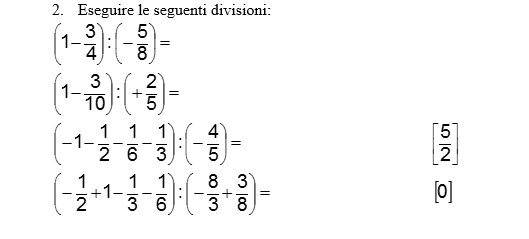 2. Eseguire le seguenti divisioni:
(1-3/4):(-5/8)=
(1-3/10):(+2/5)=
(-1-1/2-1/6-1/3):(-4/5)= [5/2]
(-1/2+1-1/3-1/6):(-8/3+3/8)= [0]